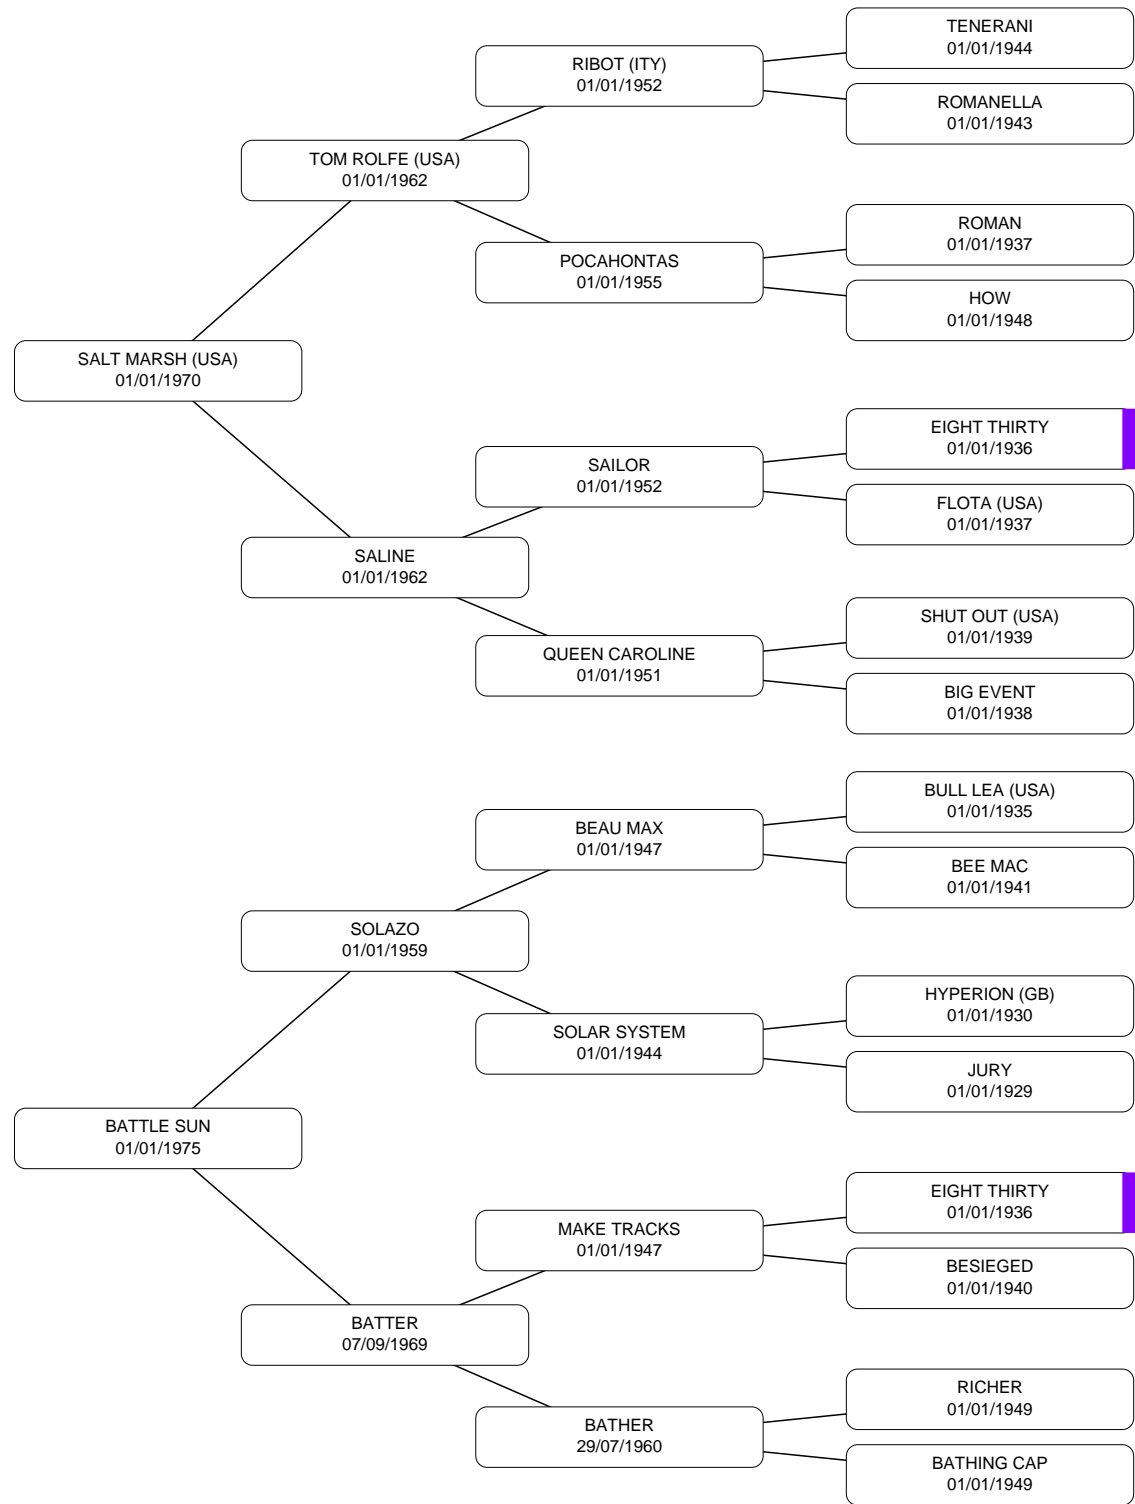 TENERANI
01/01/1944
RIBOT (ITY)
01/01/1952
ROMANELLA
01/01/1943
TOM ROLFE (USA)
01/01/1962
ROMAN
01/01/1937
POCAHONTAS
01/01/1955
HOW
01/01/1948
SALT MARSH (USA)
01/01/1970
EIGHT THIRTY
01/01/1936
SAILOR
01/01/1952
FLOTA (USA)
01/01/1937
SALINE
01/01/1962
SHUT OUT (USA)
01/01/1939
QUEEN CAROLINE
01/01/1951
BIG EVENT
01/01/1938
BULL LEA (USA)
01/01/1935
BEAU MAX
01/01/1947
BEE MAC
01/01/1941
SOLAZO
01/01/1959
HYPERION (GB)
01/01/1930
SOLAR SYSTEM
01/01/1944
JURY
01/01/1929
BATTLE SUN
01/01/1975
EIGHT THIRTY
01/01/1936
MAKE TRACKS
01/01/1947
BESIEGED
01/01/1940
BATTER
07/09/1969
RICHER
01/01/1949
BATHER
29/07/1960
BATHING CAP
01/01/1949